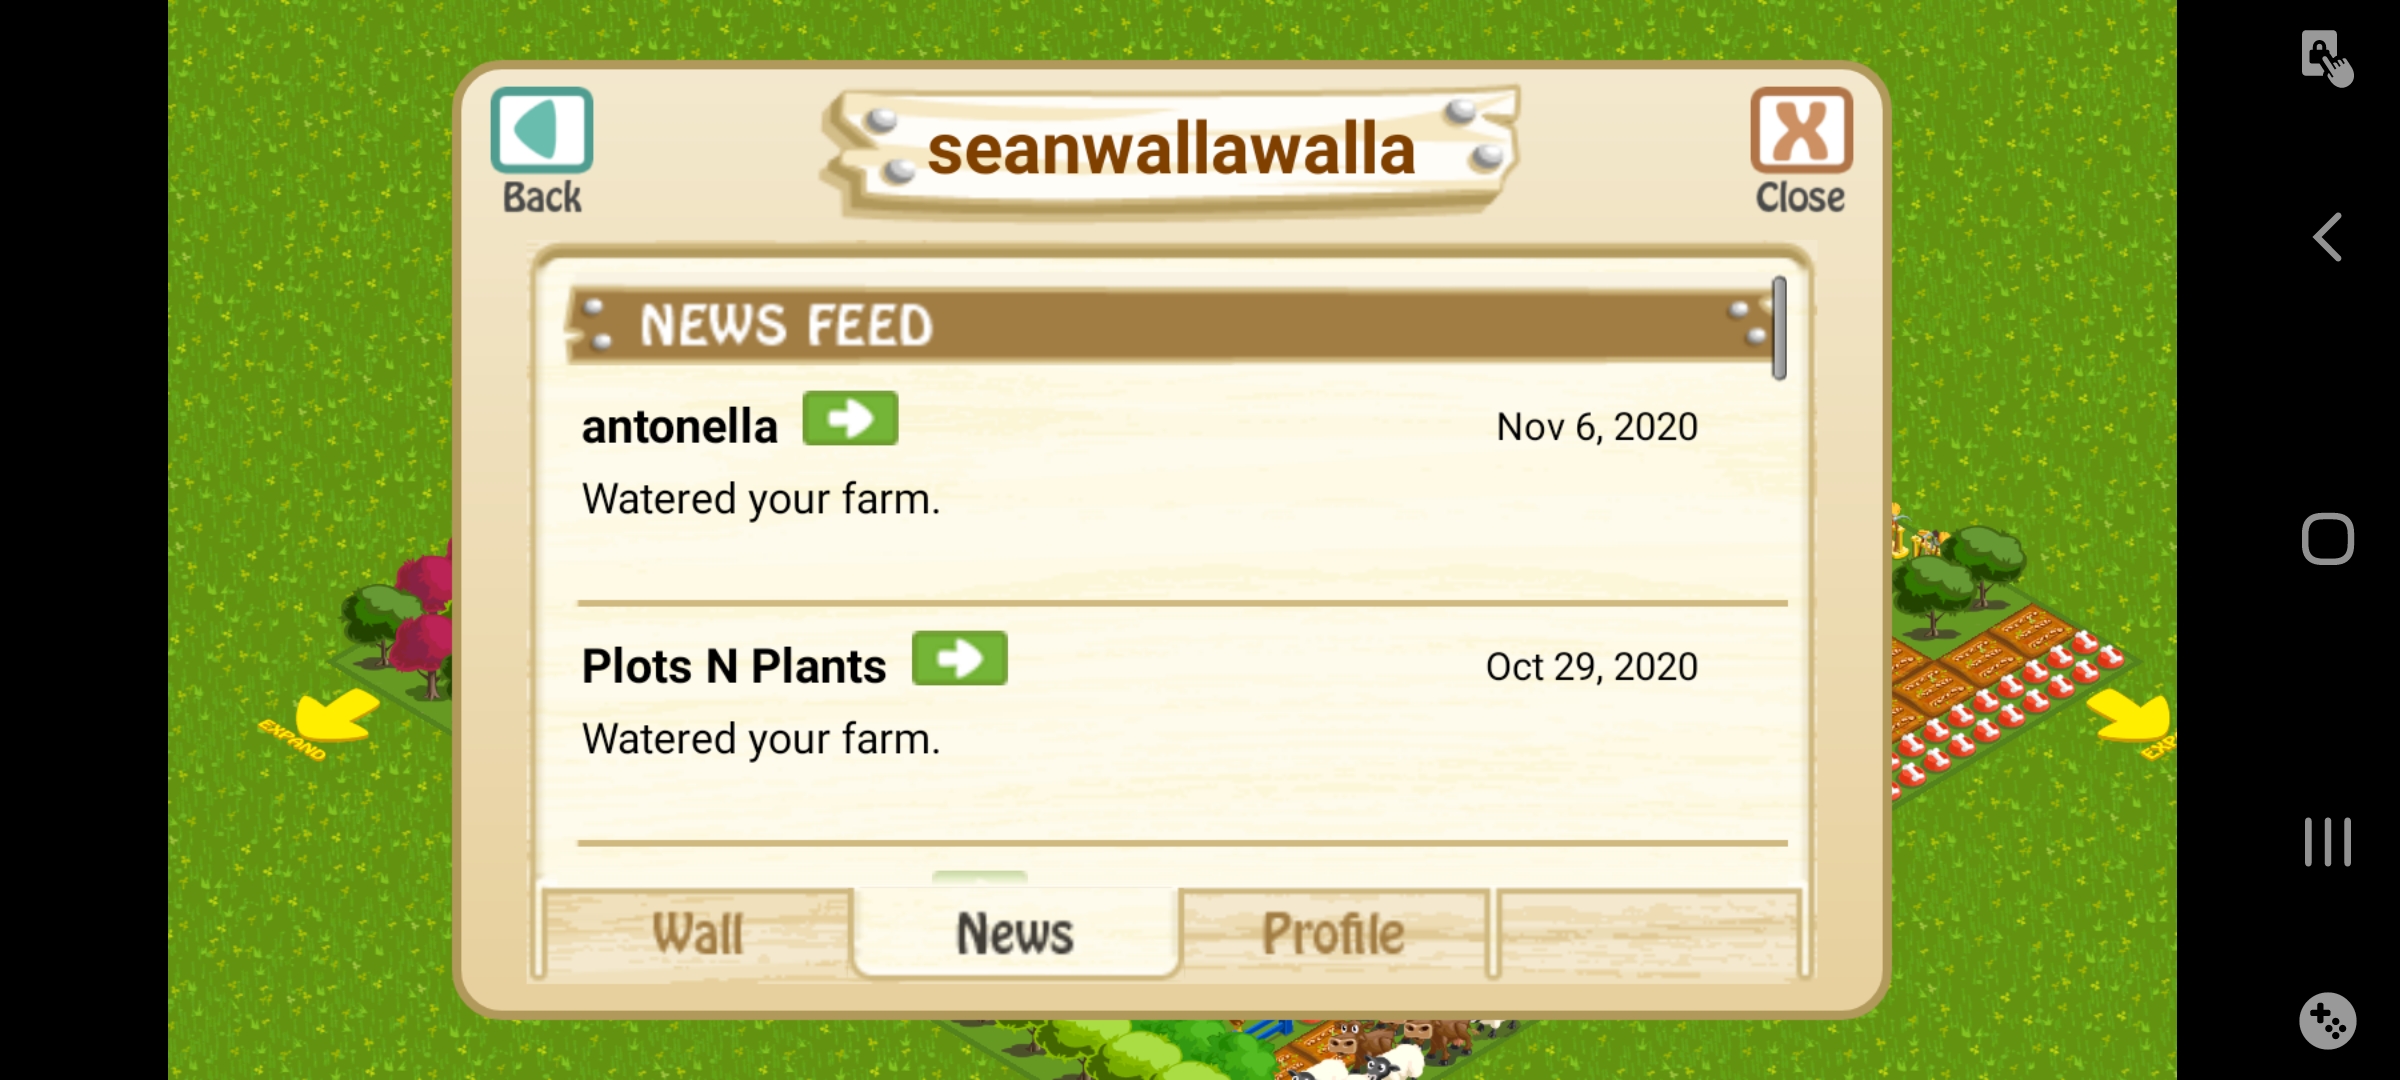 seanwallawalla
Back
Close
NEWS FEED
antonella
Nov 6, 2020
Watered your farm.
Plots N Plants
Oct 29, 2020
Watered your farm.
EXPAND
EXP
Wall
News
Profile